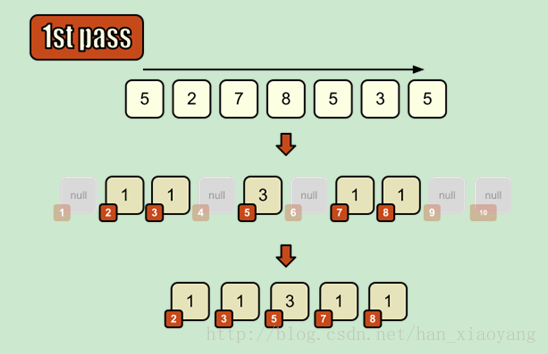 1st pass
5 2 7 8 5 3 5
null 1 1 null 3 null 1 1 null null
1 2 3 4 5 6 7 8 9 10
1 1 3 1 1
2 3 5 7 8
http://blog.csdn.net/han_xiaoyang